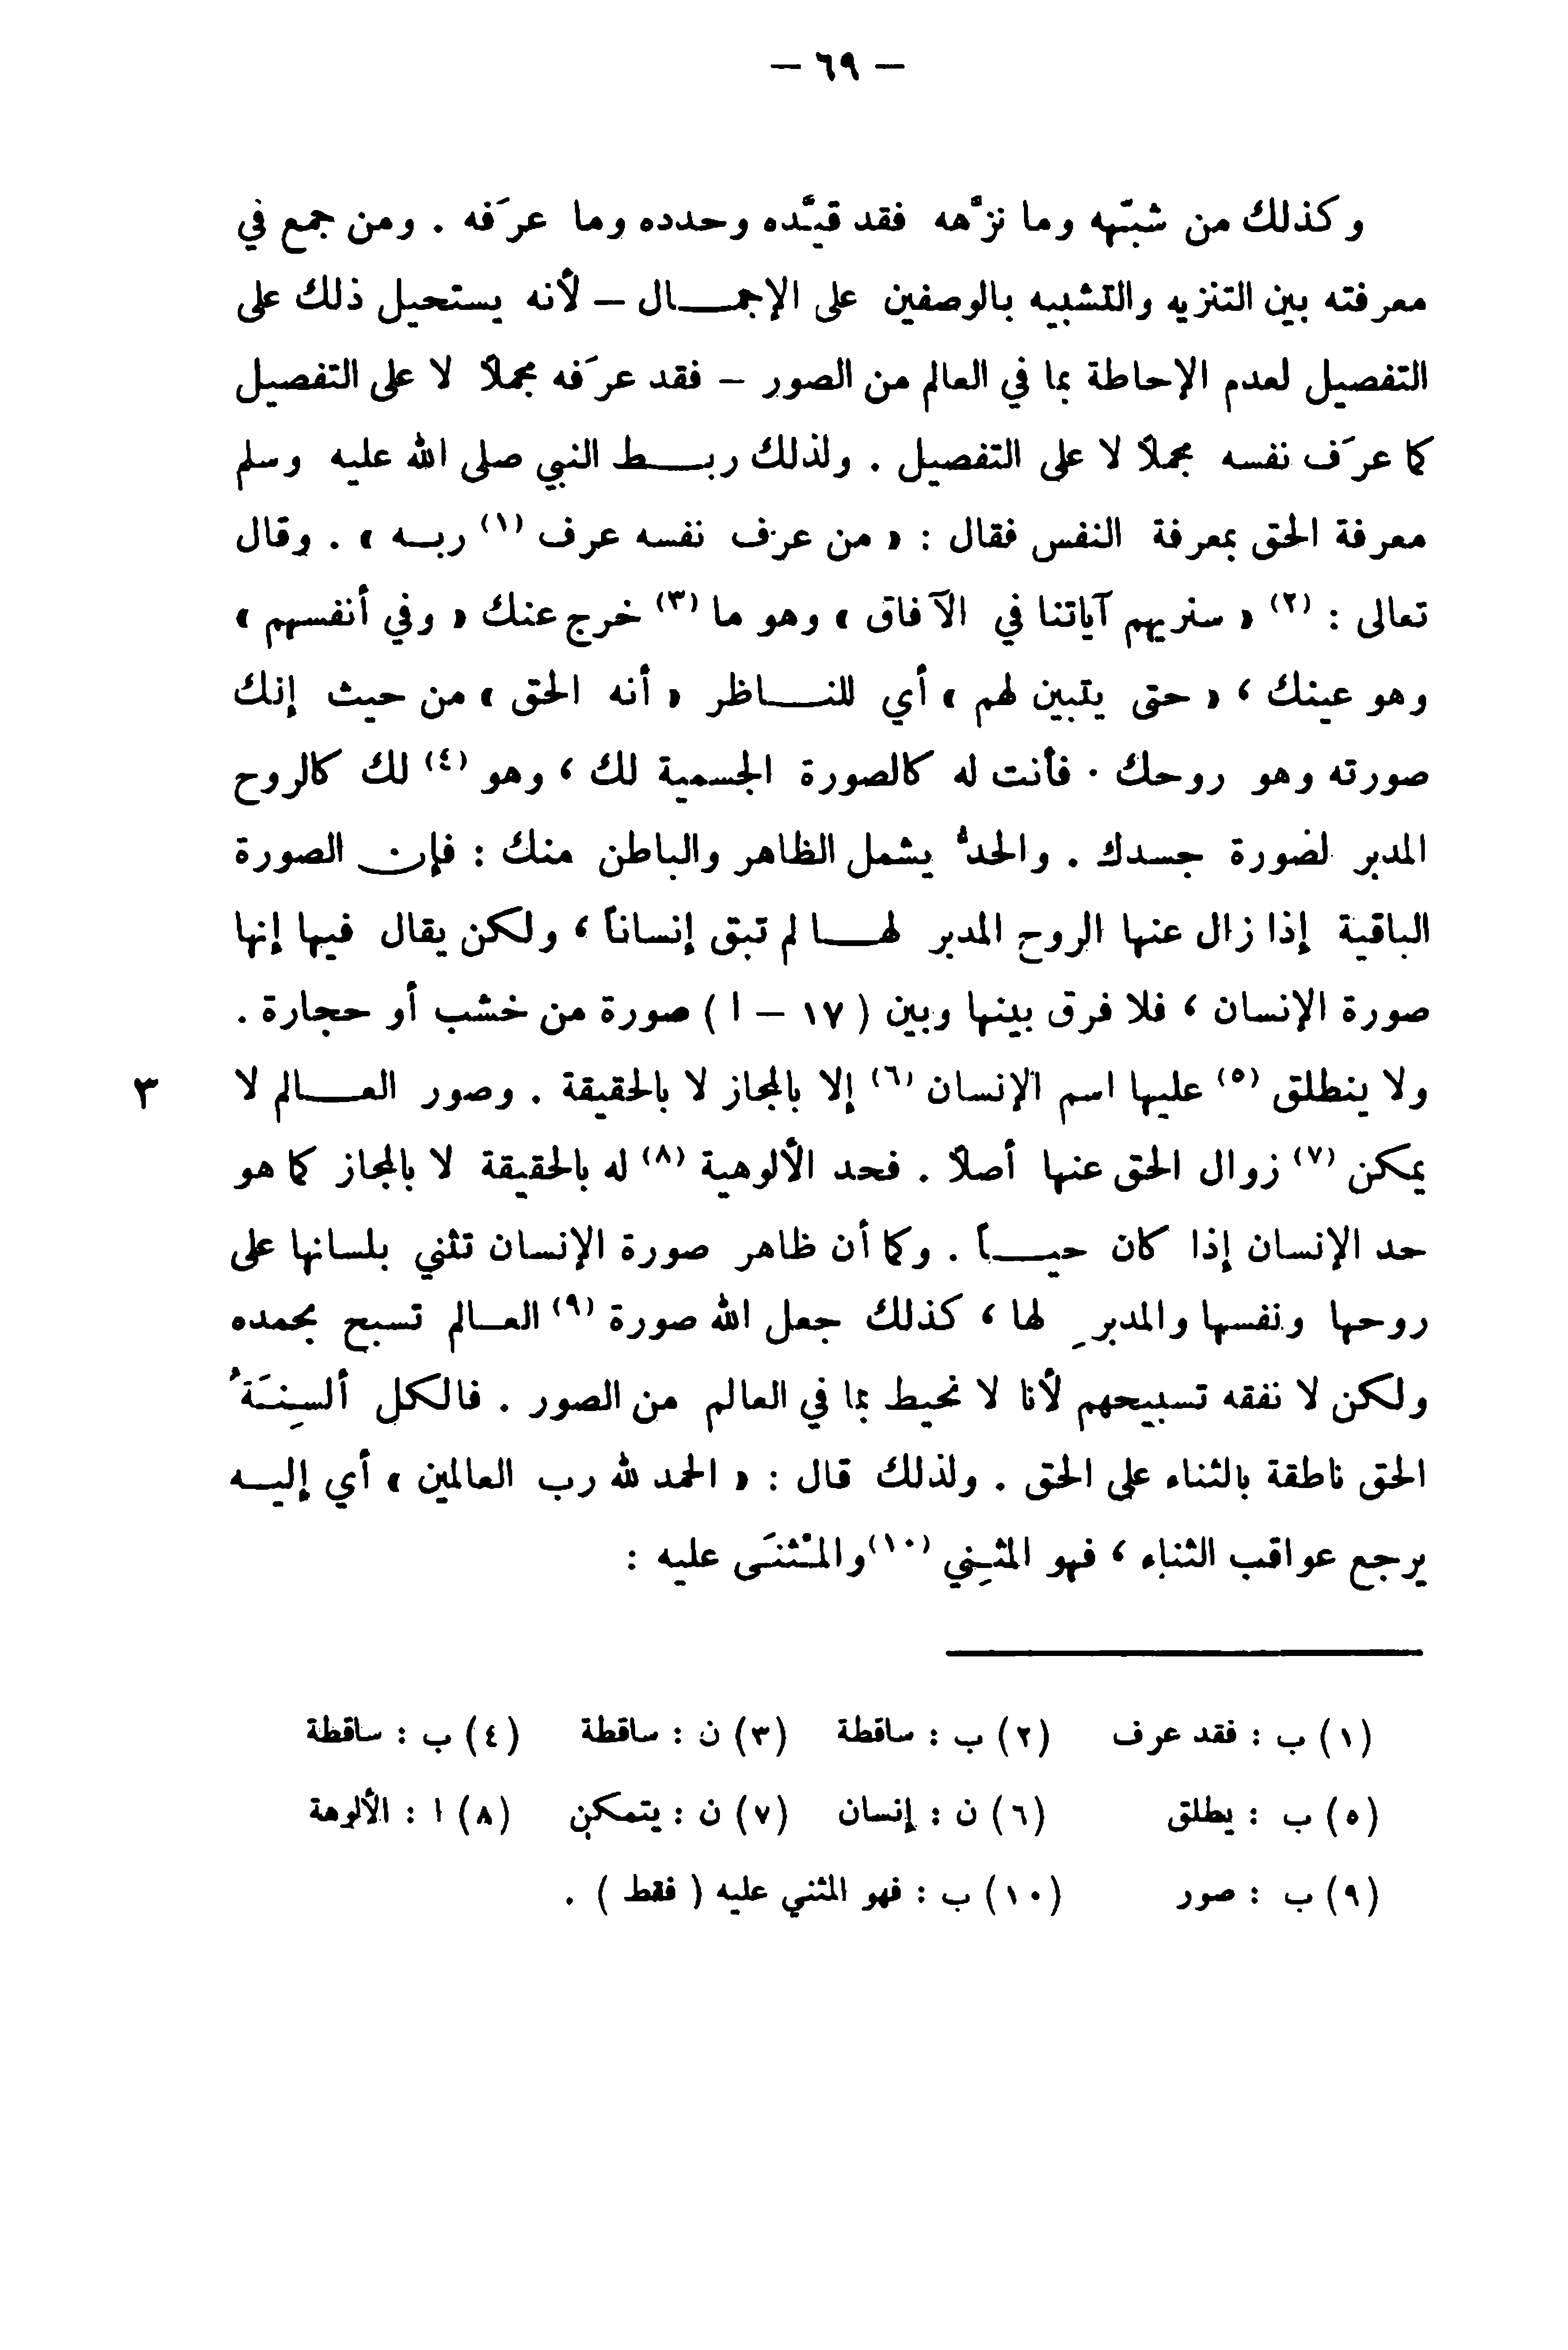 — ٦٩ —
وكذلك من شبّهه وما نزَّهه فقد قيَّده وحدده وما عرَفه . ومن جمع في
معرفته بين التنزيه والتشبيه بالوصفين على الإجمال — لأنه يستحيل ذلك على
التفصيل لعدم الإحاطة بما في العالم من الصور — فقد عرَفه مجملاً لا على التفصيل
كما عرَف نفسه مجملاً لا على التفصيل . ولذلك ربط النبي صلى الله عليه وسلم
معرفة الحق بمعرفة النفس فقال : « من عرف نفسه عرف (١) ربه » . وقال
تعالى : (٢) « سنريهم آياتنا في الآفاق » وهو ما (٣) خرج عنك « وفي أنفسهم »
وهو عينك ، « حتى يتبين لهم » أي للناظر « أنه الحق » من حيث إنك
صورته وهو روحك . فأنت له كالصورة الجسمية لك ، وهو (٤) لك كالروح
المدبر لصورة جسدك . والحدُّ يشمل الظاهر والباطن منك : فإن الصورة
الباقية إذا زال عنها الروح المدبر لها لم تبق إنساناً ، ولكن يقال فيها إنها
صورة الإنسان ، فلا فرق بينها وبين ( ١٧ — ا ) صورة من خشب أو حجارة .
ولا ينطلق (٥) عليها اسم الإنسان (٦) إلا بالمجاز لا بالحقيقة . وصور العالم لا ٣
يمكن (٧) زوال الحق عنها أصلاً . فحد الألوهية (٨) له بالحقيقة لا بالمجاز كما هو
حد الإنسان إذا كان حياً . وكما أن ظاهر صورة الإنسان تثني بلسانها على
روحها ونفسها والمدبرِ لها ، كذلك جعل الله صورة (٩) العالم تسبح بحمده
ولكن لا نفقه تسبيحهم لأنا لا نحيط بما في العالم من الصور . فالكل ألسِنَةُ
الحق ناطقة بالثناء على الحق . ولذلك قال : « الحمد لله رب العالمين » أي إليه
يرجع عواقب الثناء ، فهو المثنِي (١٠) والمْثنَى عليه :
(١) ب : فقد عرف (٢) ب : ساقطة (٣) ن : ساقطة (٤) ب : ساقطة
(٥) ب : يطلق (٦) ن : إنسان (٧) ن : يتمكن (٨) ا : الألوهة
(٩) ب : صور (١٠) ب : فهو المثني عليه ( فقط ) .